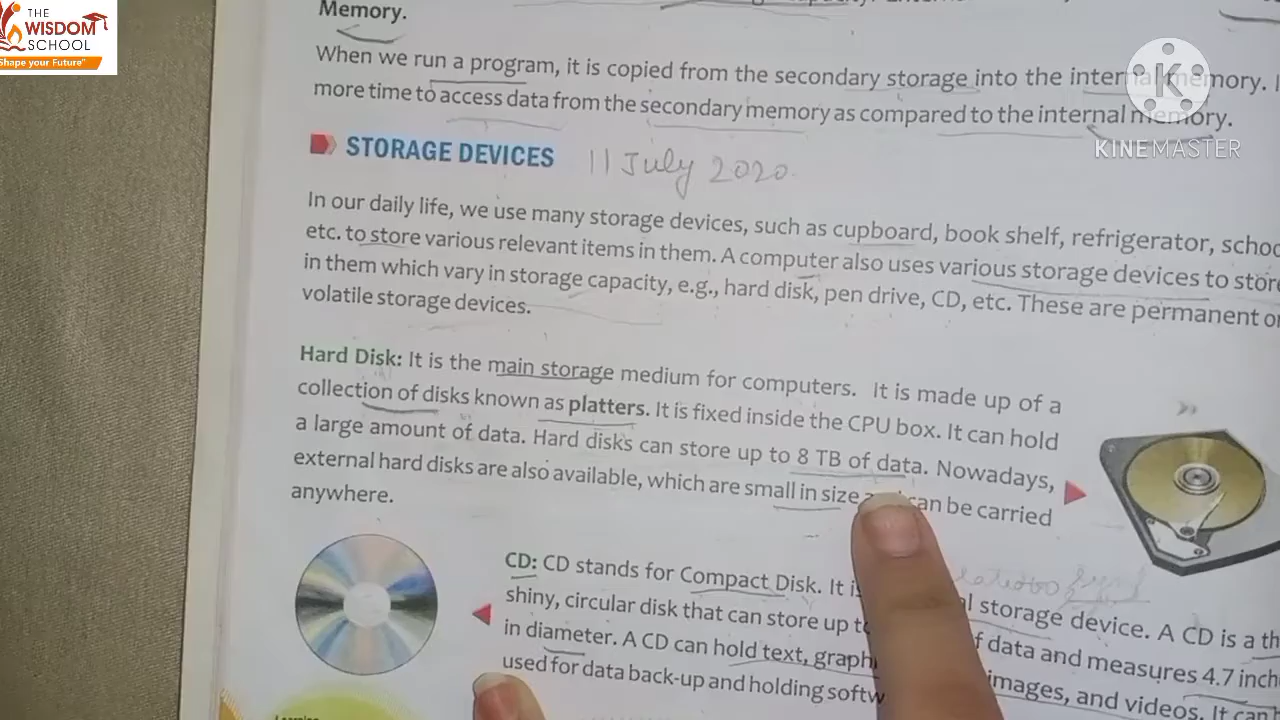 THE
WISDOM
SCHOOL
Shape your Future"
K
KINEMASTER
Memory.
When we run a program, it is copied from the secondary storage into the internal memory.
more time to access data from the secondary memory as compared to the internal memory.
STORAGE DEVICES 11 July 2020
In our daily life, we use many storage devices, such as cupboard, book shelf, refrigerator,
etc. to store various relevant items in them. A computer also uses various storage devices to store
in them which vary in storage capacity, e.g., hard disk, pen drive, CD, etc. These are permanent or
volatile storage devices.
Hard Disk: It is the main storage medium for computers. It is made up of a
collection of disks known as platters. It is fixed inside the CPU box. It can hold
a large amount of data. Hard disks can store up to 8 TB of data. Nowadays,
external hard disks are also available, which are small in size can be carried
anywhere.
CD: CD stands for Compact Disk. It storage device. A CD is a
shiny, circular disk that can store up of data and measures 4.7
in diameter. A CD can hold text, images, and videos. It can
used for data back-up and holding